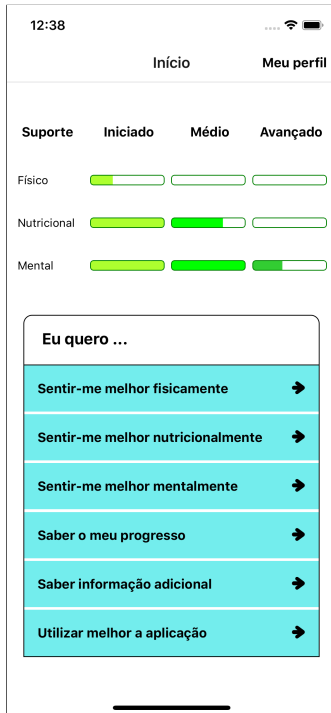 12:38
Início Meu perfil
Suporte Iniciado Médio Avançado
Físico
Nutricional
Mental
Eu quero ...
Sentir-me melhor fisicamente
Sentir-me melhor nutricionalmente
Sentir-me melhor mentalmente
Saber o meu progresso
Saber informação adicional
Utilizar melhor a aplicação